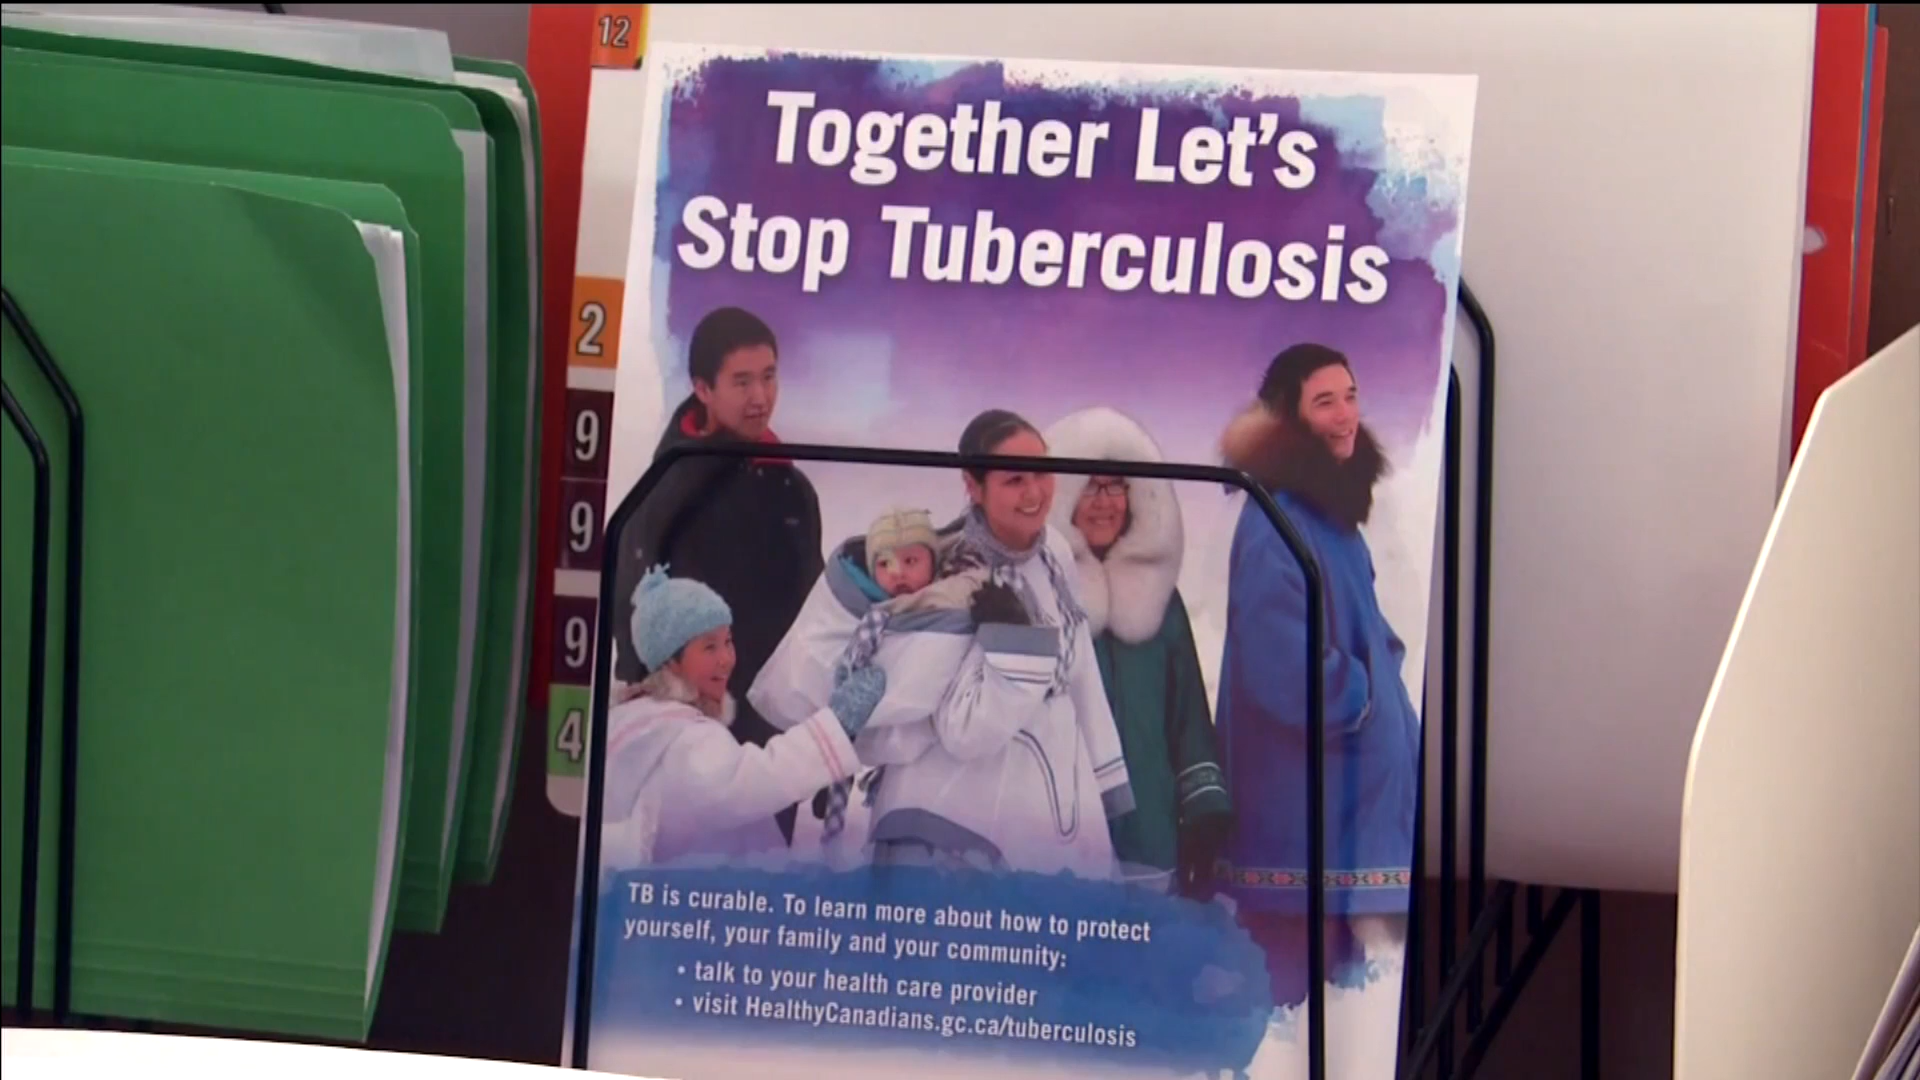 12
2
9
9
9
4
Together Let's
Stop Tuberculosis
TB is curable. To learn more about how to protect
yourself, your family and your community:
• talk to your health care provider
• visit HealthyCanadians.gc.ca/tuberculosis